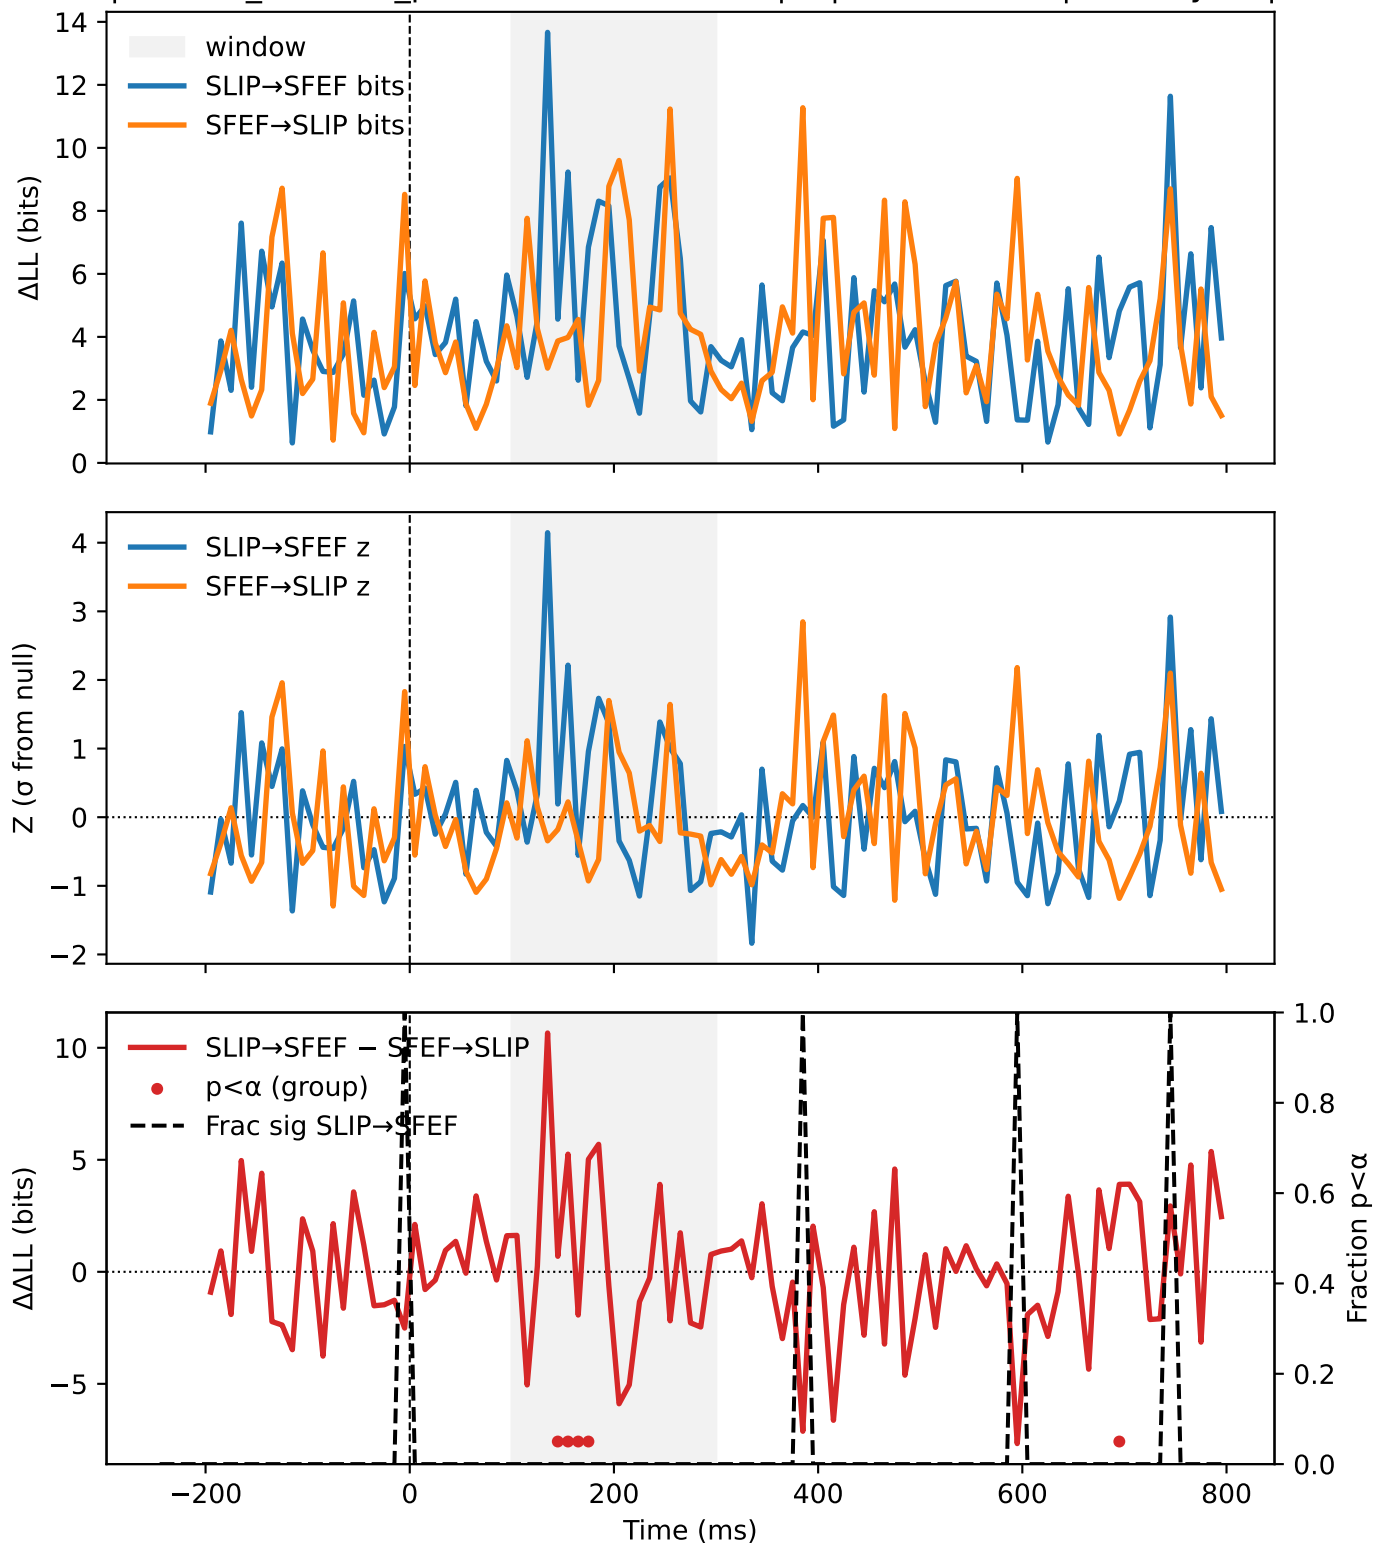 14
12
10
8
6
4
2
0
ΔLL (bits)
window
SLIP→SFEF bits
SFEF→SLIP bits
4
3
2
1
0
−1
−2
Z (σ from null)
SLIP→SFEF z
SFEF→SLIP z
10
5
0
−5
ΔΔLL (bits)
SLIP→SFEF − SFEF→SLIP
p<α (group)
Frac sig SLIP→SFEF
1.0
0.8
0.6
0.4
0.2
0.0
Fraction p<α
−200 0 200 400 600 800
Time (ms)